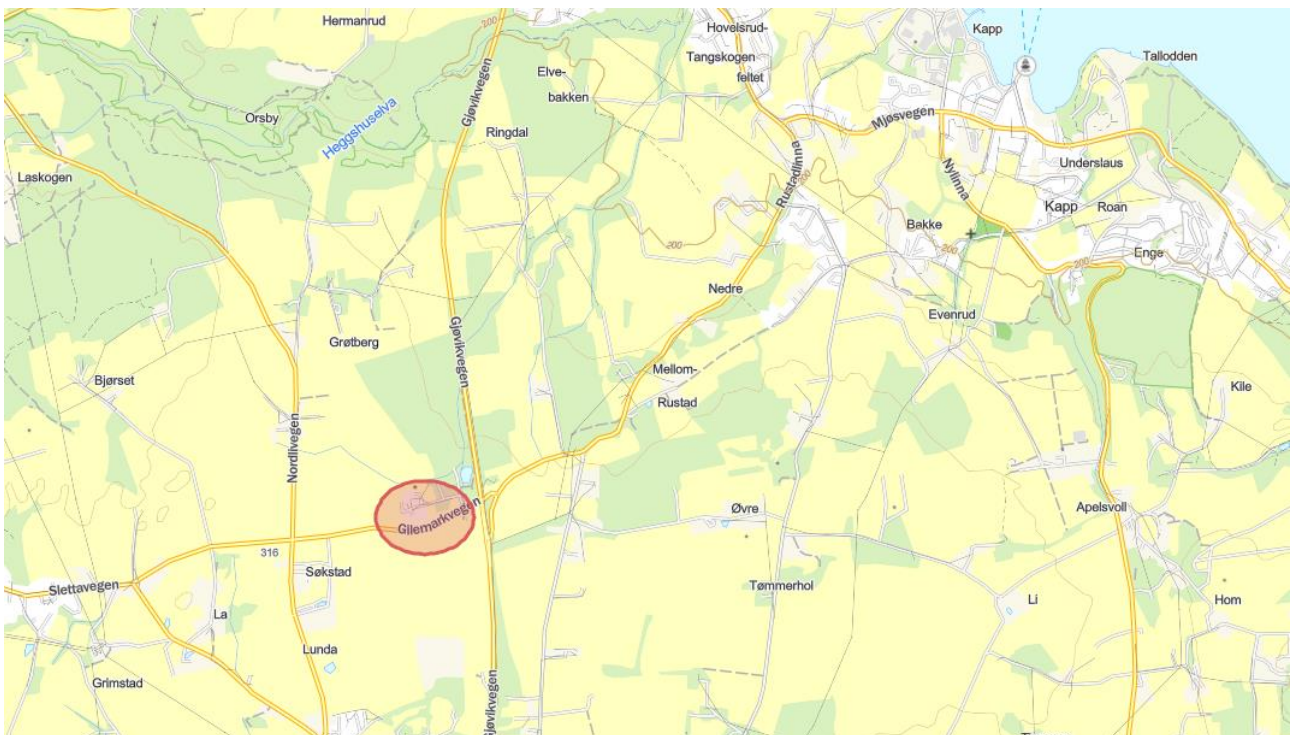 Hermanrud
200
Hovelsrud-
Tangskogen
feltet
Kapp
Tallodden
Elve-
bakken
Gjøvikvegen
Orsby
Heggshuselva
Ringdal
Mjøsvegen
Laskogen
Rustadlinna
200
Nylinna
Underslaus
Kapp
Roan
Bakke
200
200
200
Enge
Nedre
Evenrud
Grøtberg
Gjøvikvegen
Mellom-
Rustad
Bjørset
Kile
Nordlivegen
Gilemarkvegen
Øvre
Apelsvoll
316
Slettavegen
Søkstad
Tømmerhol
Li
Hom
La
Lunda
Grimstad
Gjøvikvegen